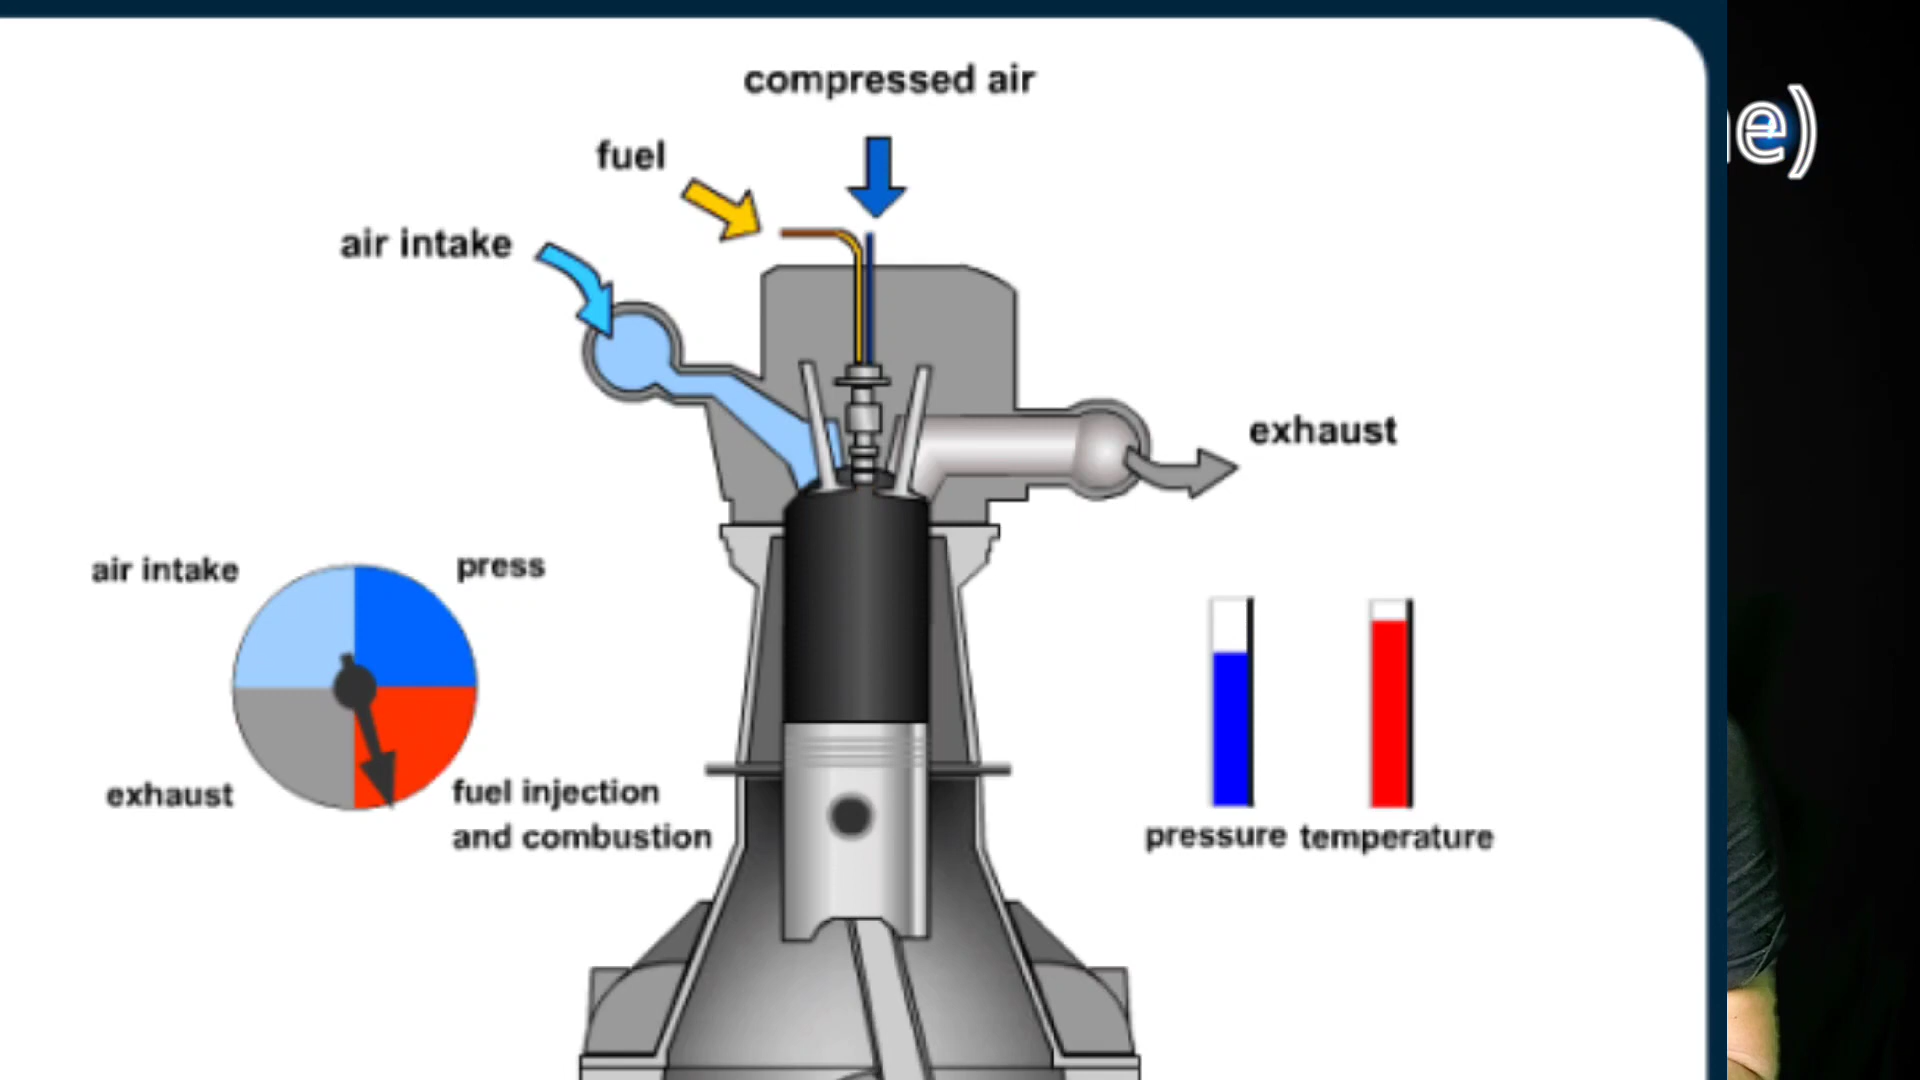 compressed air
fuel
e)
air intake
exhaust
air intake
press
exhaust
fuel injection
and combustion
pressure
temperature